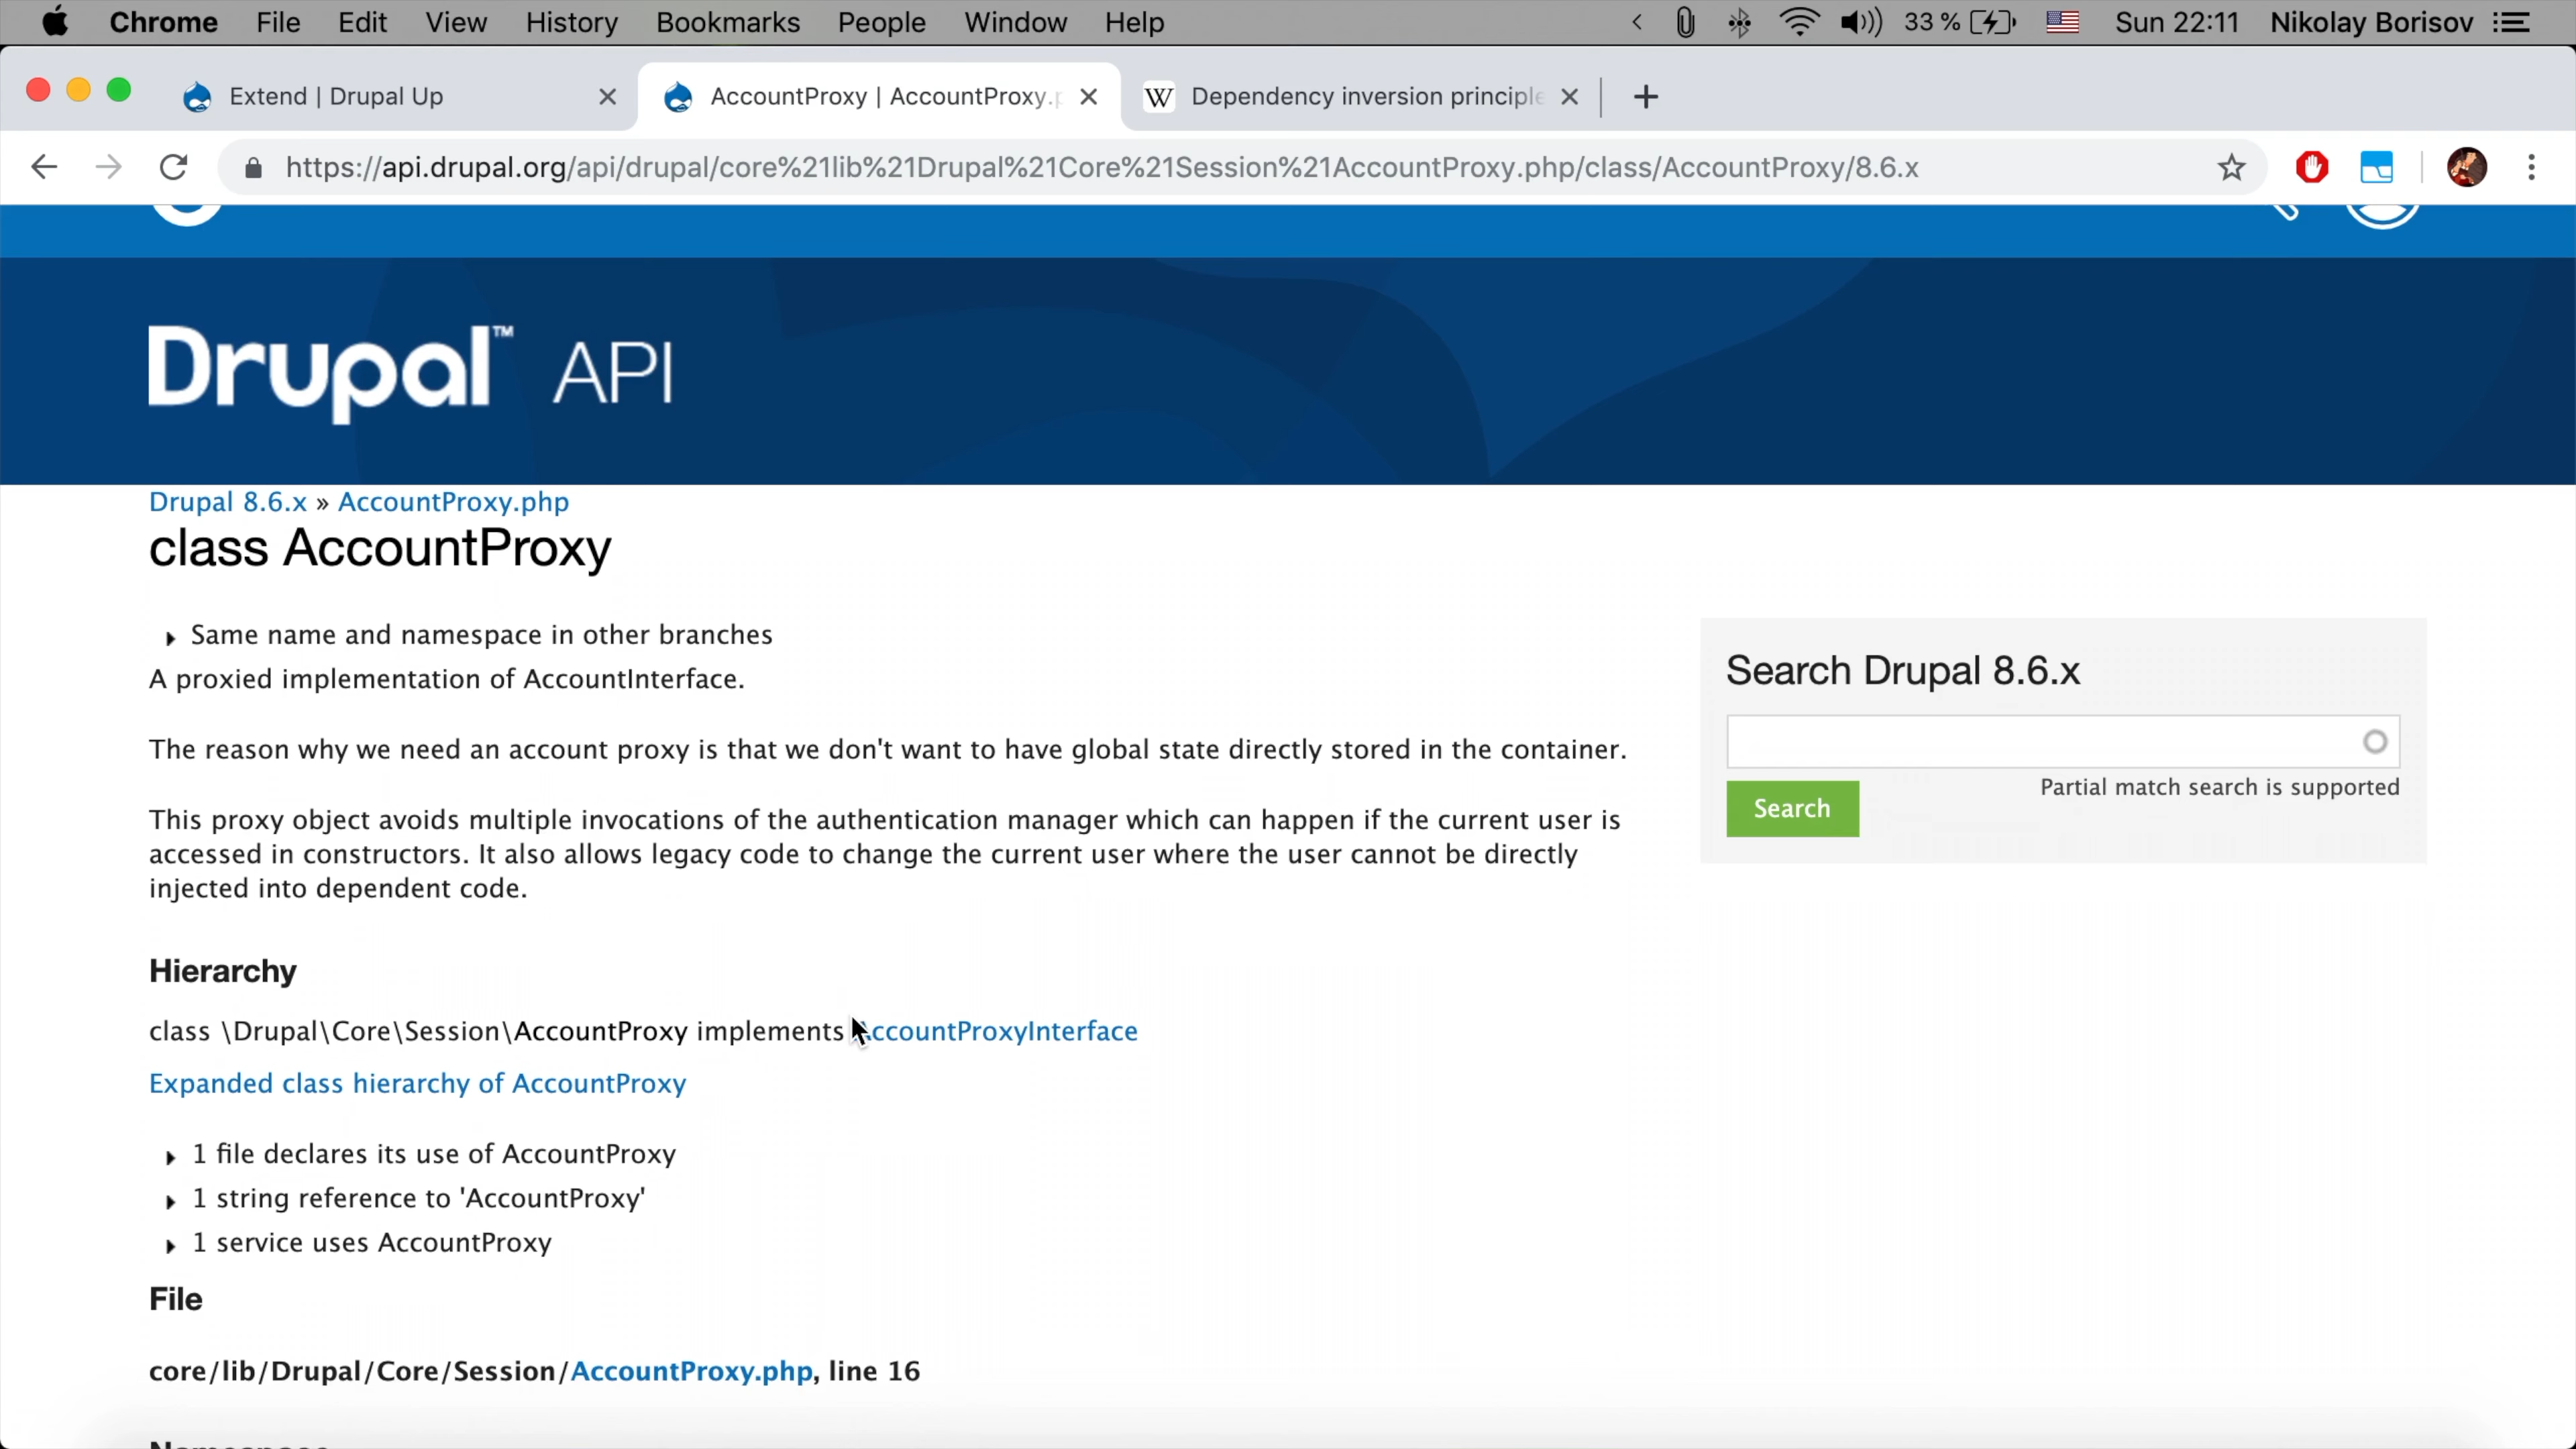 Chrome File Edit View History Bookmarks People Window Help 33 % Sun 22:11 Nikolay Borisov
Extend | Drupal Up
AccountProxy | AccountProxy.p
Dependency inversion principle
https://api.drupal.org/api/drupal/core%21lib%21Drupal%21Core%21Session%21AccountProxy.php/class/AccountProxy/8.6.x
Drupal™ API
Drupal 8.6.x » AccountProxy.php
class AccountProxy
Same name and namespace in other branches
A proxied implementation of AccountInterface.
The reason why we need an account proxy is that we don't want to have global state directly stored in the container.
This proxy object avoids multiple invocations of the authentication manager which can happen if the current user is
accessed in constructors. It also allows legacy code to change the current user where the user cannot be directly
injected into dependent code.
Hierarchy
class \Drupal\Core\Session\AccountProxy implements AccountProxyInterface
Expanded class hierarchy of AccountProxy
1 file declares its use of AccountProxy
1 string reference to 'AccountProxy'
1 service uses AccountProxy
File
core/lib/Drupal/Core/Session/AccountProxy.php, line 16
Search Drupal 8.6.x
Partial match search is supported
Search